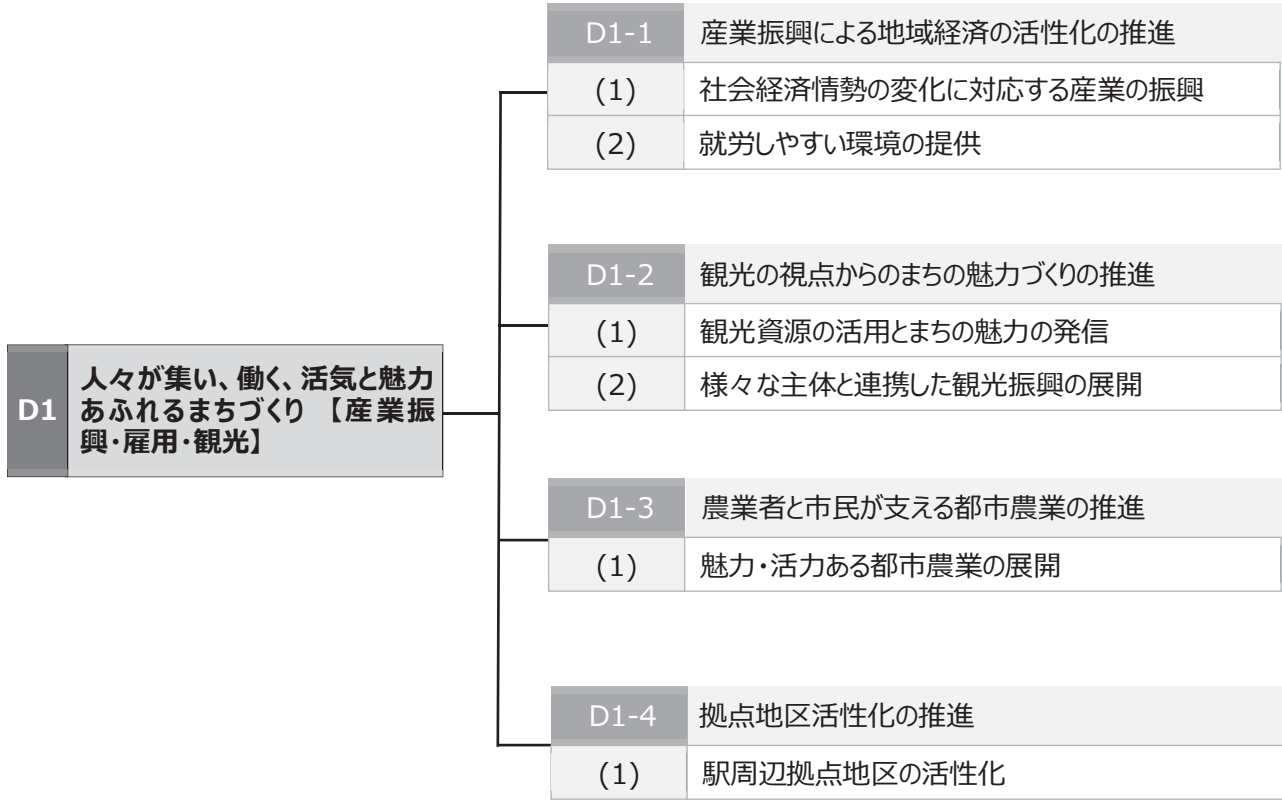 D1-1 産業振興による地域経済の活性化の推進
(1) 社会経済情勢の変化に対応する産業の振興
(2) 就労しやすい環境の提供
D1-2 観光の視点からのまちの魅力づくりの推進
(1) 観光資源の活用とまちの魅力の発信
(2) 様々な主体と連携した観光振興の展開
D1
人々が集い、働く、活気と魅力
あふれるまちづくり 【産業振
興・雇用・観光】
D1-3 農業者と市民が支える都市農業の推進
(1) 魅力・活力ある都市農業の展開
D1-4 拠点地区活性化の推進
(1) 駅周辺拠点地区の活性化